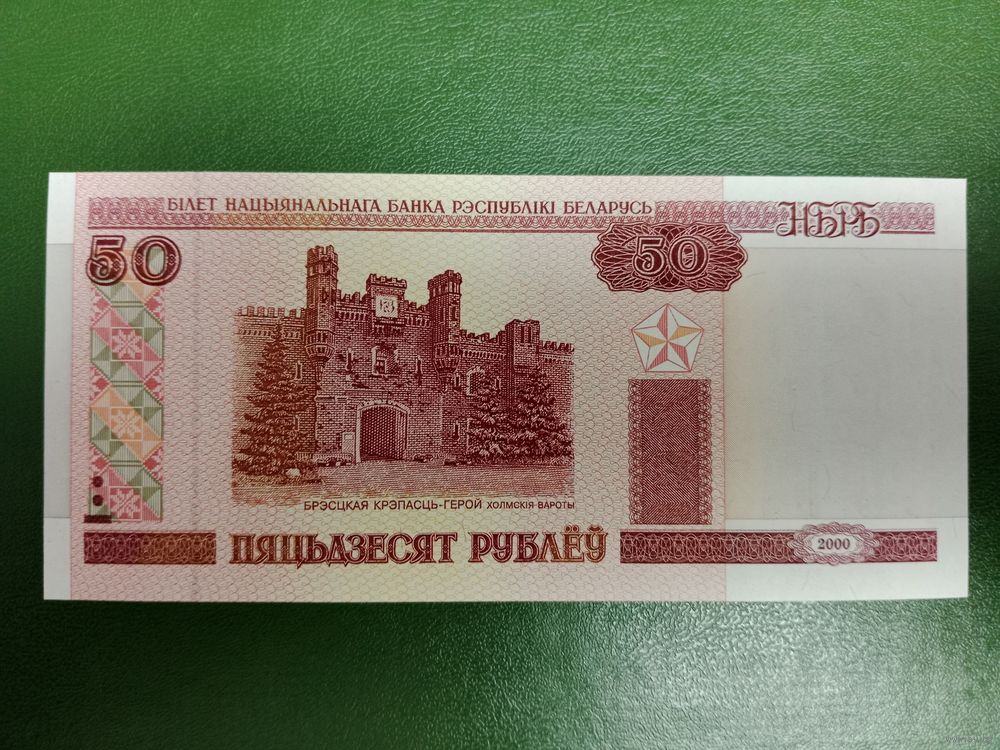 БІЛЕТ НАЦЫЯНАЛЬНАГА БАНКА РЭСПУБЛІКІ БЕЛАРУСЬ
НБРБ
50
50
БРЭСЦКАЯ КРЭПАСЦЬ-ГЕРОЙ ХОЛМСКІЯ ВАРОТЫ
ПЯЦЬДЗЕСЯТ РУБЛЁЎ
2000